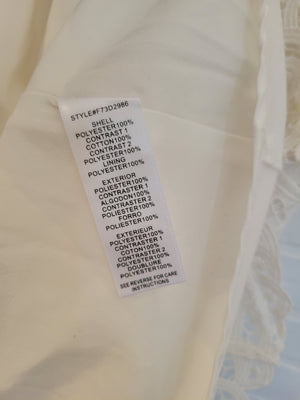 STYLE#F73D2986
SHELL
POLYESTER100%
CONTRAST 1
COTTON100%
CONTRAST 2
POLYESTER100%
LINING
POLYESTER100%
EXTERIOR
POLIESTER100%
CONTRASTER 1
ALGODON100%
CONTRASTER 2
POLIESTER100%
FORRO
POLIESTER100%
EXTERIEUR
POLYESTER100%
CONTRASTER 1
COTON100%
CONTRASTER 2
POLYESTER100%
DOUBLURE
POLYESTER100%
SEE REVERSE FOR CARE
INSTRUCTIONS